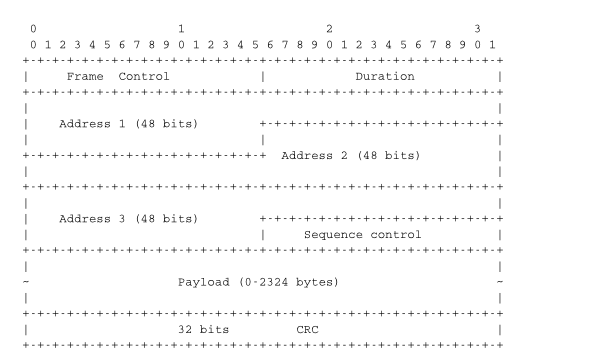 0 1 2 3
0 1 2 3 4 5 6 7 8 9 0 1 2 3 4 5 6 7 8 9 0 1 2 3 4 5 6 7 8 9 0 1
+-+-+-+-+-+-+-+-+-+-+-+-+-+-+-+-+-+-+-+-+-+-+-+-+-+-+-+-+-+-+-+
| Frame Control | Duration |
+-+-+-+-+-+-+-+-+-+-+-+-+-+-+-+-+-+-+-+-+-+-+-+-+-+-+-+-+-+-+-+
| |
| Address 1 (48 bits) +-+-+-+-+-+-+-+-+-+-+-+-+-+-+-+-+
| | |
+-+-+-+-+-+-+-+-+-+-+-+-+-+-+-+-+ Address 2 (48 bits) |
| |
+-+-+-+-+-+-+-+-+-+-+-+-+-+-+-+-+-+-+-+-+-+-+-+-+-+-+-+-+-+-+-+
| |
| Address 3 (48 bits) +-+-+-+-+-+-+-+-+-+-+-+-+-+-+-+-+
| | Sequence control |
+-+-+-+-+-+-+-+-+-+-+-+-+-+-+-+-+-+-+-+-+-+-+-+-+-+-+-+-+-+-+-+
| |
~ Payload (0-2324 bytes) ~
| |
+-+-+-+-+-+-+-+-+-+-+-+-+-+-+-+-+-+-+-+-+-+-+-+-+-+-+-+-+-+-+-+
| 32 bits CRC |
+-+-+-+-+-+-+-+-+-+-+-+-+-+-+-+-+-+-+-+-+-+-+-+-+-+-+-+-+-+-+-+